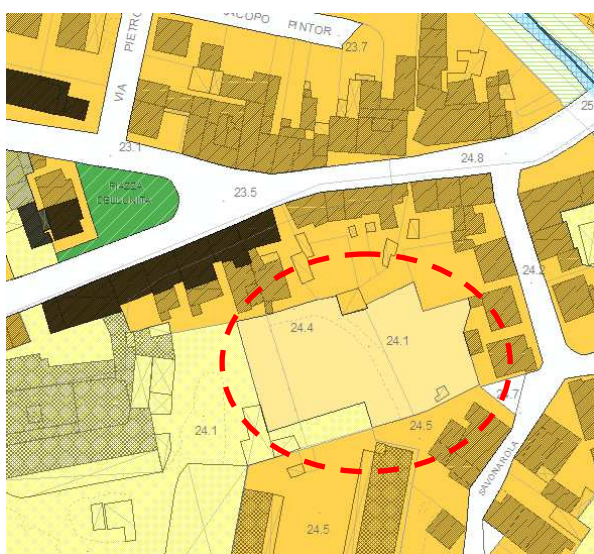 JACOPO PINTOR
VIA PIETRO
23.7
25
23.1
24.8
PIAZZA
DELL'UNITA'
23.5
24.2
24.4
24.1
24.7
24.5
24.1
SAVONAROLA
24.5